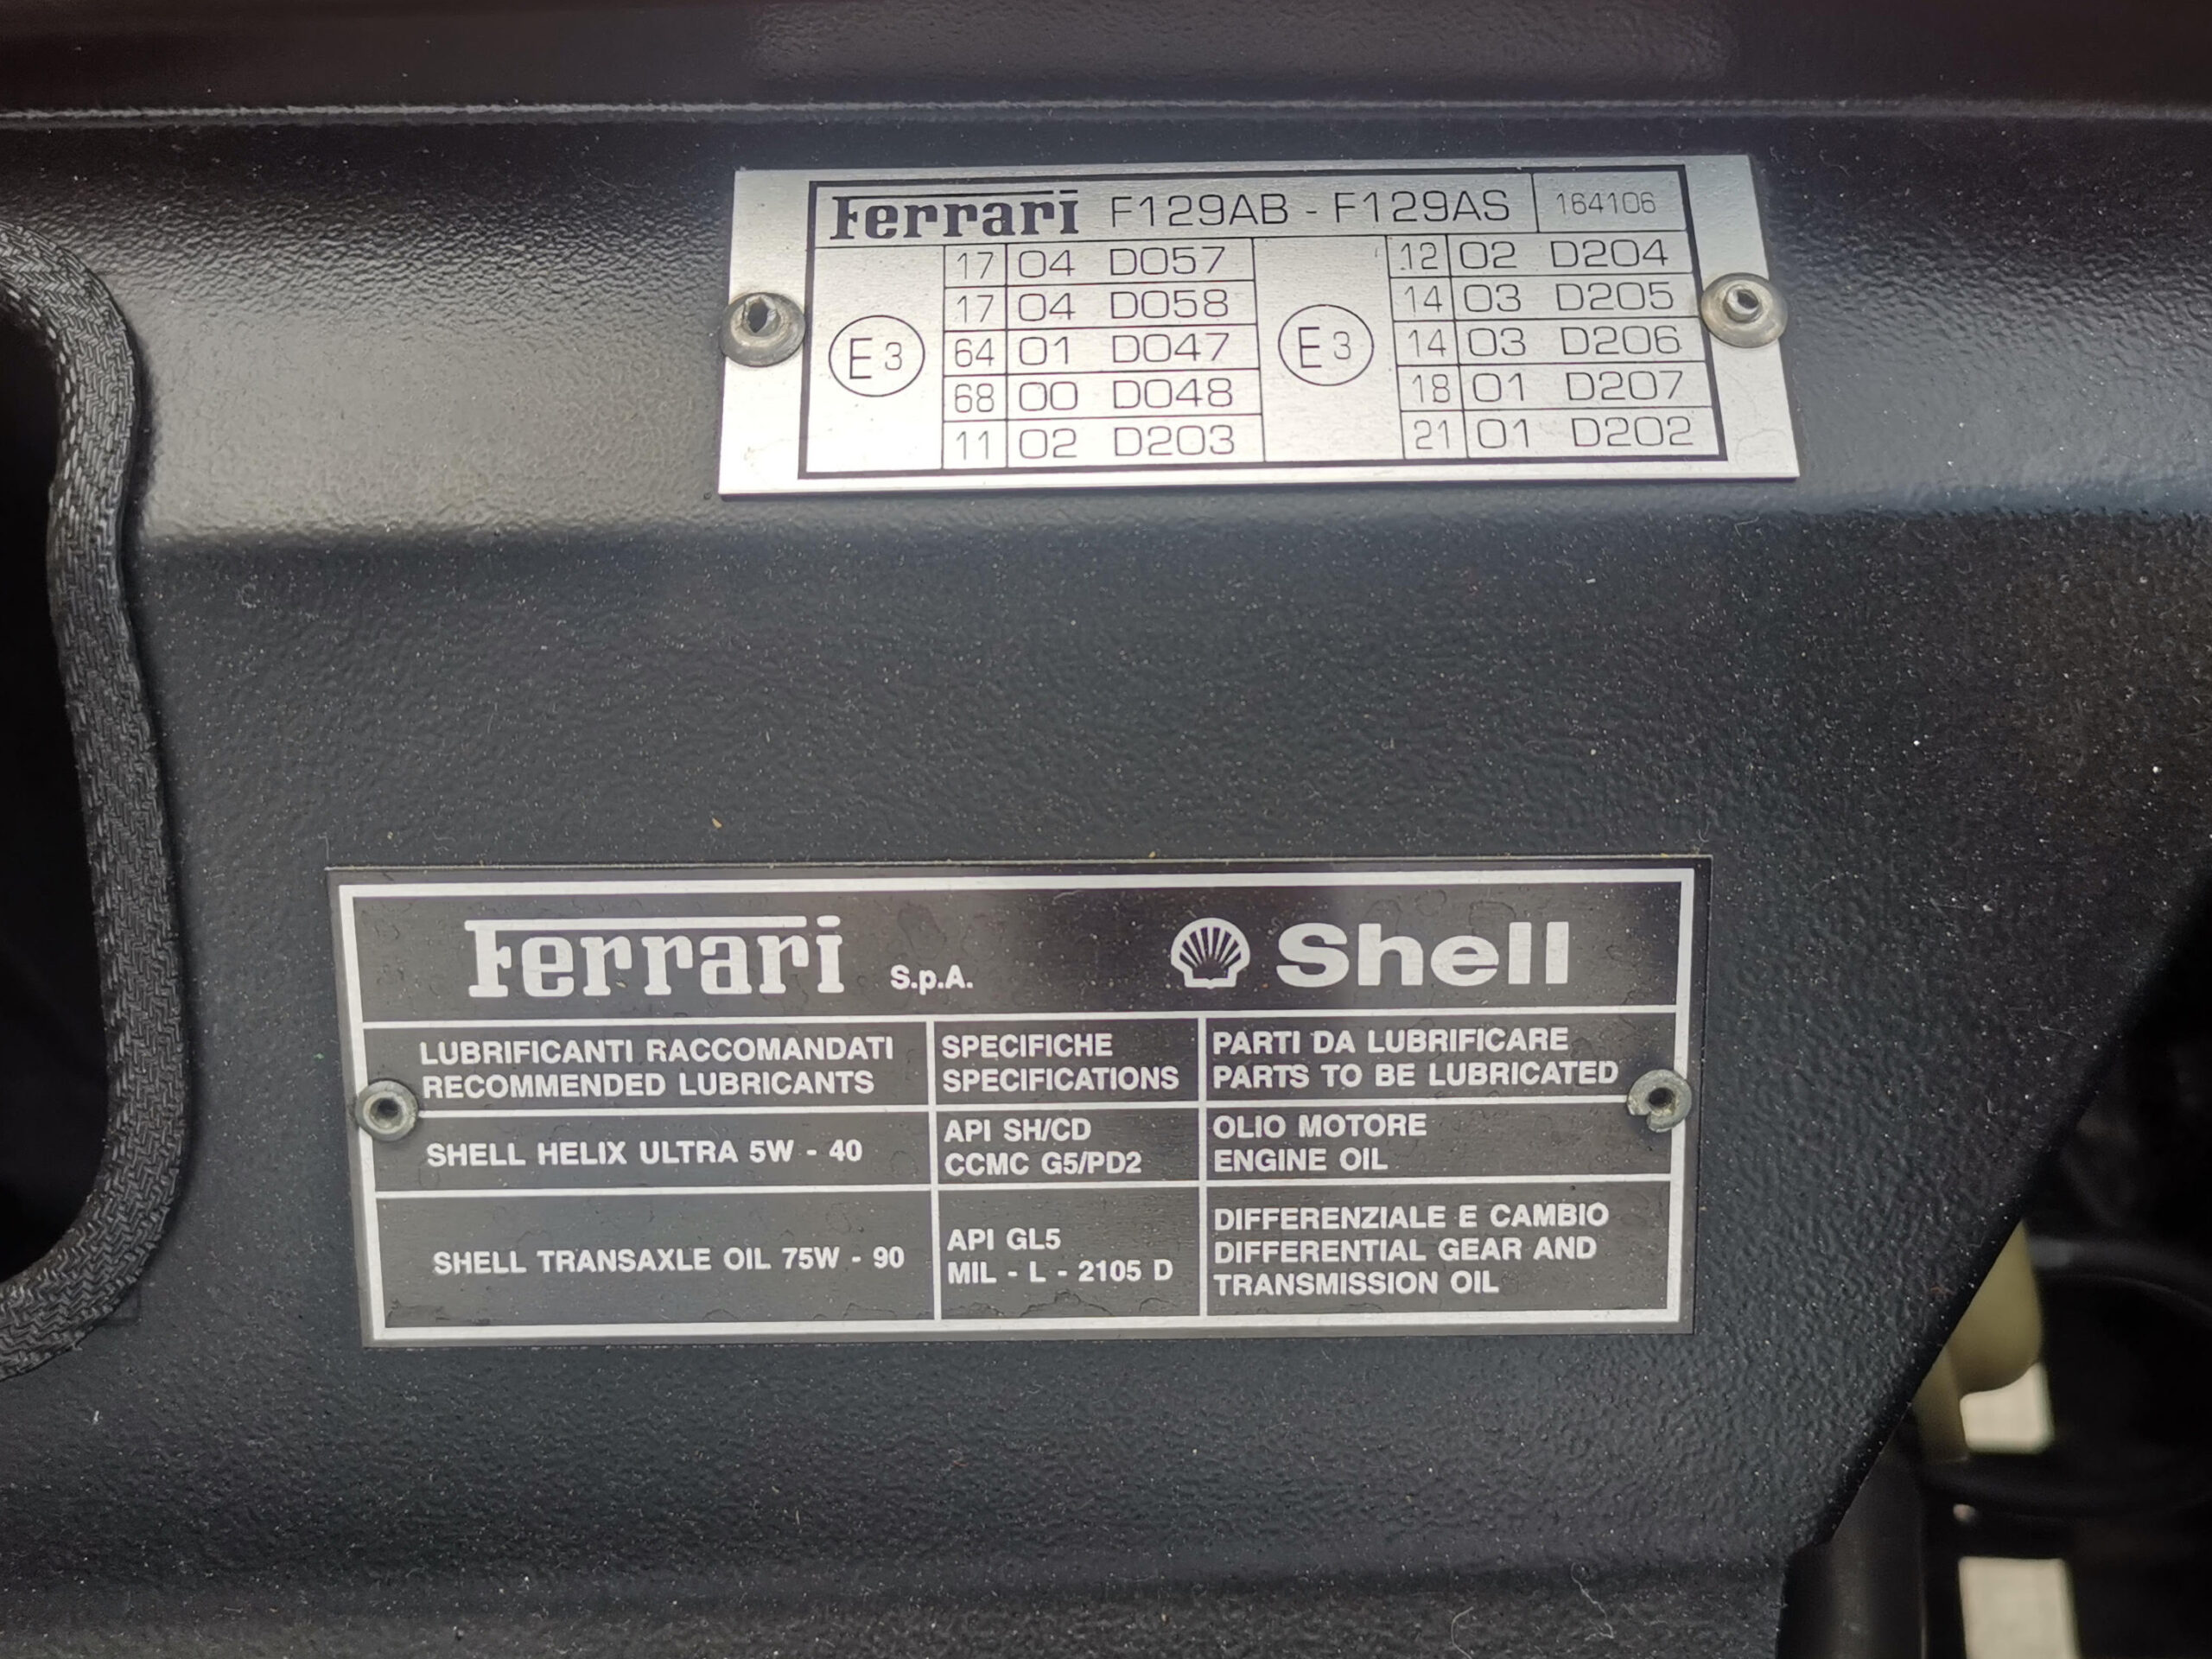 Ferrari F129AB - F129AS 164106
E3
17 04 D057
17 04 D058
64 01 D047
68 00 D048
11 02 D203
E3
12 02 D204
14 03 D205
14 03 D206
18 01 D207
21 01 D202
Ferrari S.p.A. Shell
LUBRIFICANTI RACCOMANDATI
RECOMMENDED LUBRICANTS
SPECIFICHE
SPECIFICATIONS
PARTI DA LUBRIFICARE
PARTS TO BE LUBRICATED
SHELL HELIX ULTRA 5W - 40
API SH/CD
CCMC G5/PD2
OLIO MOTORE
ENGINE OIL
SHELL TRANSAXLE OIL 75W - 90
API GL5
MIL - L - 2105 D
DIFFERENZIALE E CAMBIO
DIFFERENTIAL GEAR AND
TRANSMISSION OIL